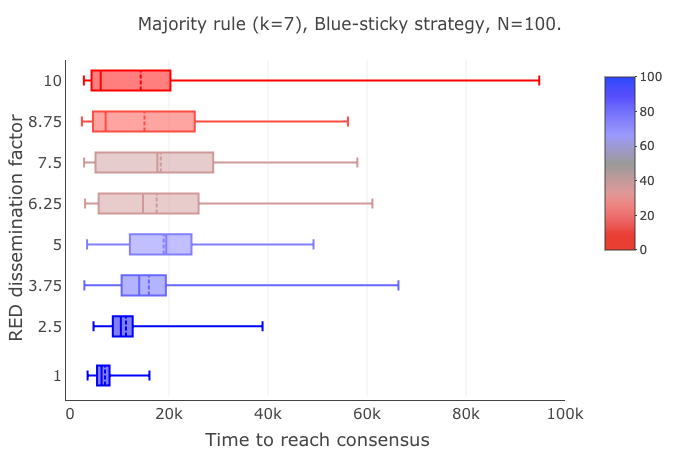 Majority rule (k=7), Blue-sticky strategy, N=100.
RED dissemination factor
10
8.75
7.5
6.25
5
3.75
2.5
1
0
20k
40k
60k
80k
100k
Time to reach consensus
100
80
60
40
20
0